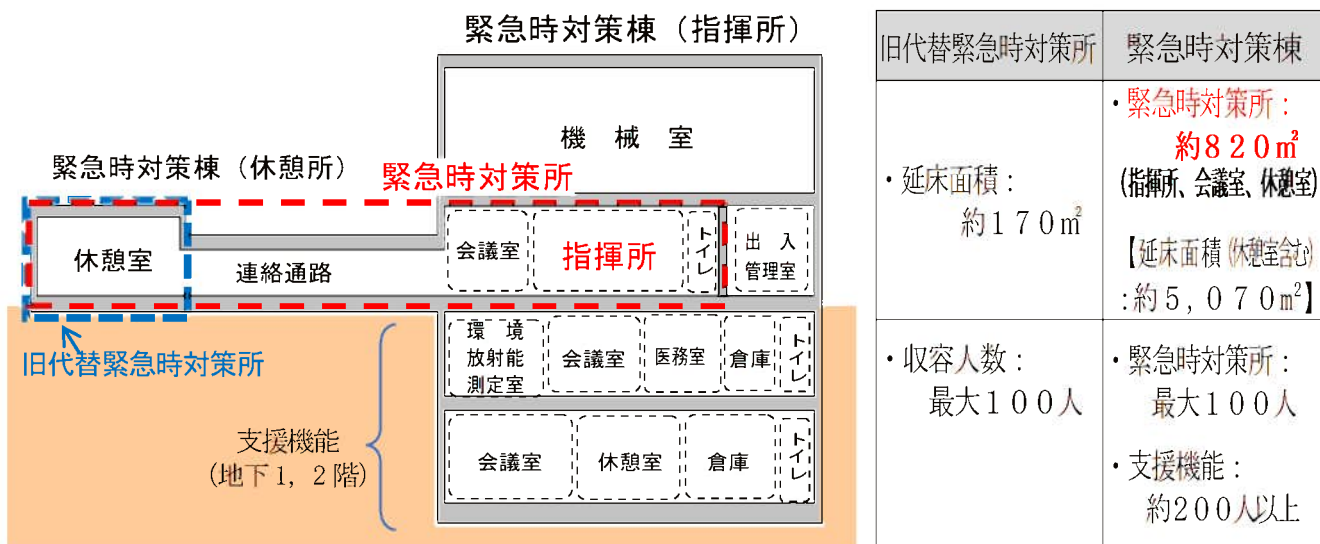 緊急時対策棟（指揮所）
機械室
緊急時対策棟（休憩所）
緊急時対策所
休憩室
連絡通路
会議室
指揮所
トイレ
出入
管理室
旧代替緊急時対策所
環境
放射能
測定室
会議室
医務室
倉庫
トイレ
支援機能
(地下1，2階)
会議室
休憩室
倉庫
トイレ
旧代替緊急時対策所
緊急時対策棟
・延床面積：
約１７０㎡
・緊急時対策所：
約８２０㎡
(指揮所、会議室、休憩室)
【延床面積（休憩室含む）
：約５，０７０㎡】
・収容人数：
最大１００人
・緊急時対策所：
最大１００人
・支援機能：
約２００人以上